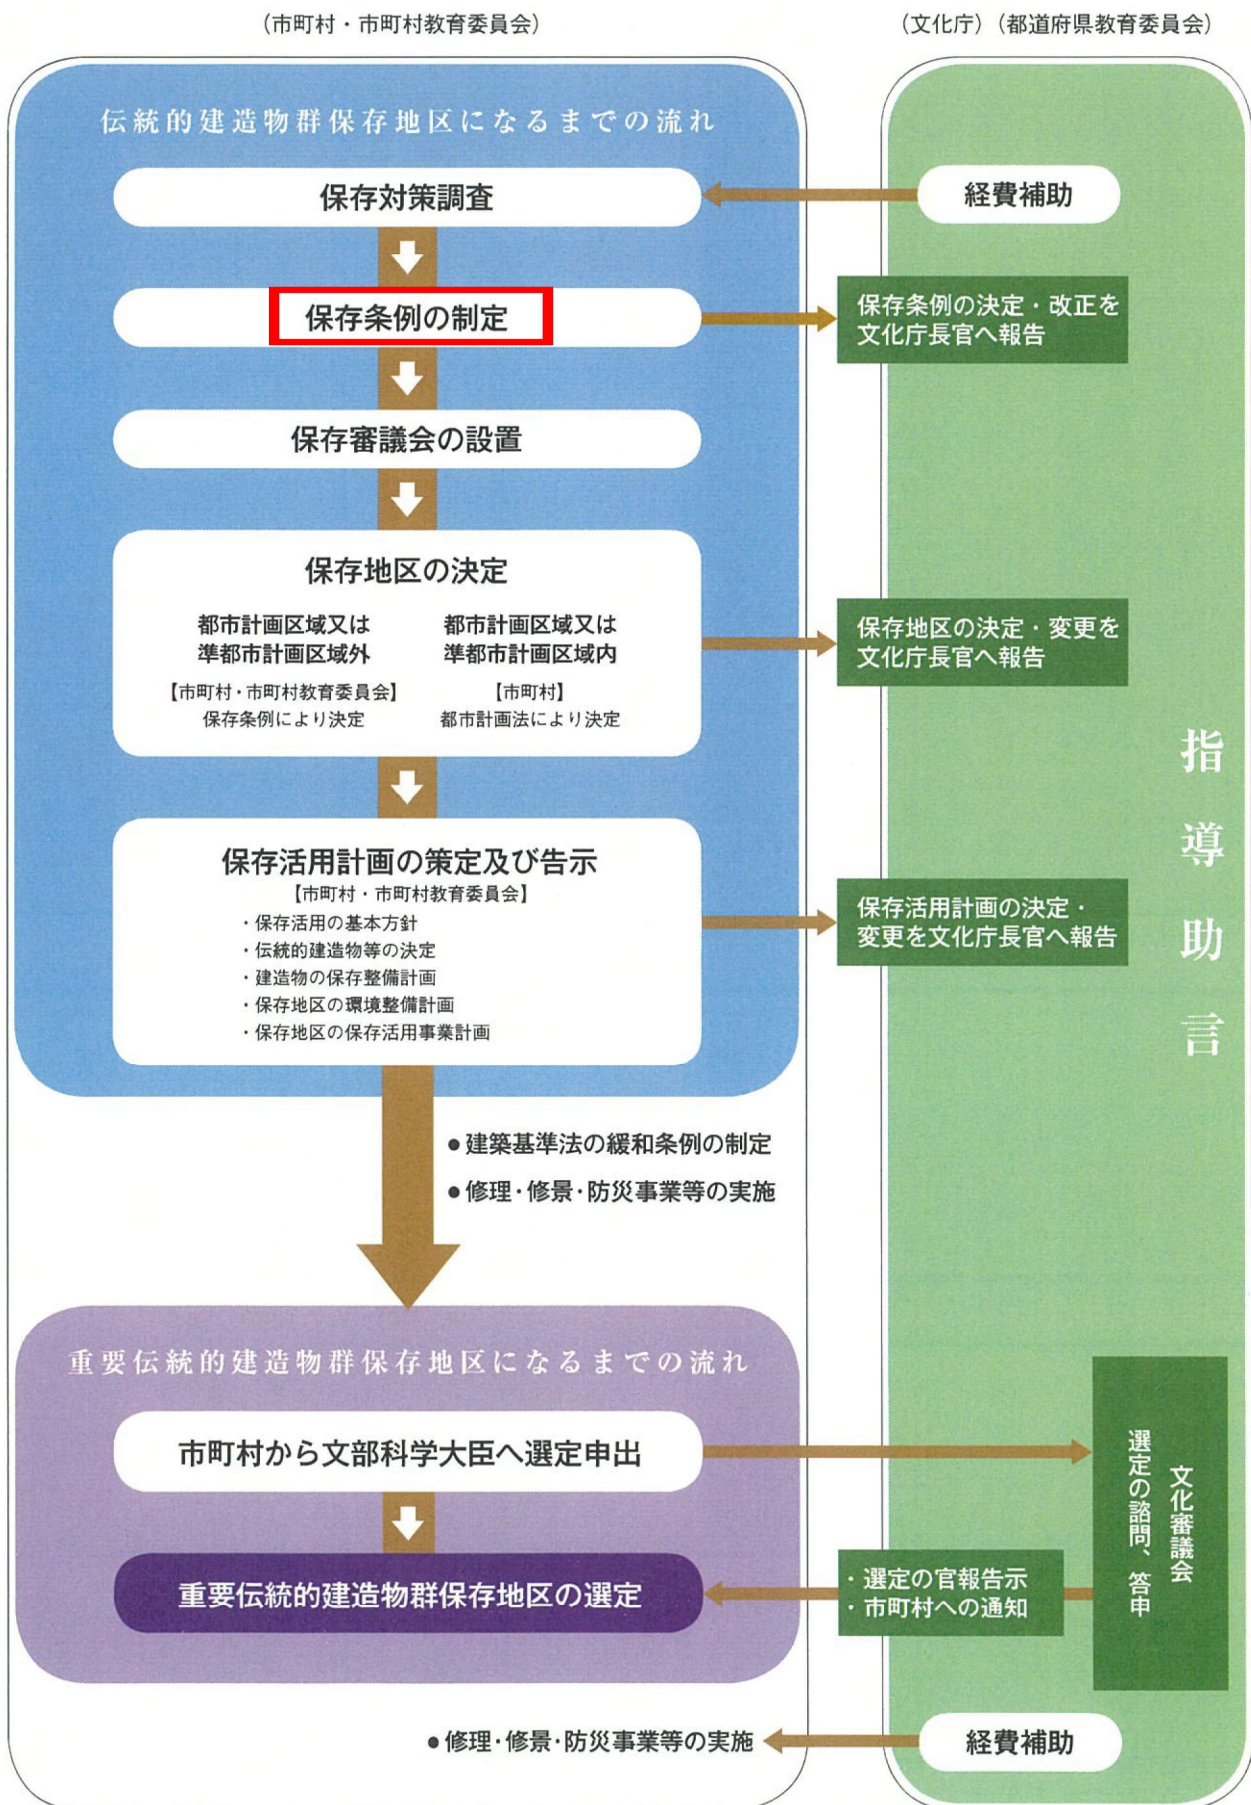 （市町村・市町村教育委員会）
（文化庁）（都道府県教育委員会）
伝統的建造物群保存地区になるまでの流れ
保存対策調査
経費補助
保存条例の制定
保存条例の決定・改正を
文化庁長官へ報告
保存審議会の設置
保存地区の決定
都市計画区域又は
準都市計画区域外
【市町村・市町村教育委員会】
保存条例により決定
都市計画区域又は
準都市計画区域内
【市町村】
都市計画法により決定
保存地区の決定・変更を
文化庁長官へ報告
保存活用計画の策定及び告示
【市町村・市町村教育委員会】
・保存活用の基本方針
・伝統的建造物等の決定
・建造物の保存整備計画
・保存地区の環境整備計画
・保存地区の保存活用事業計画
保存活用計画の決定・
変更を文化庁長官へ報告
指導助言
●建築基準法の緩和条例の制定
●修理・修景・防災事業等の実施
重要伝統的建造物群保存地区になるまでの流れ
市町村から文部科学大臣へ選定申出
文化審議会
選定の諮問、答申
重要伝統的建造物群保存地区の選定
・選定の官報告示
・市町村への通知
●修理・修景・防災事業等の実施
経費補助